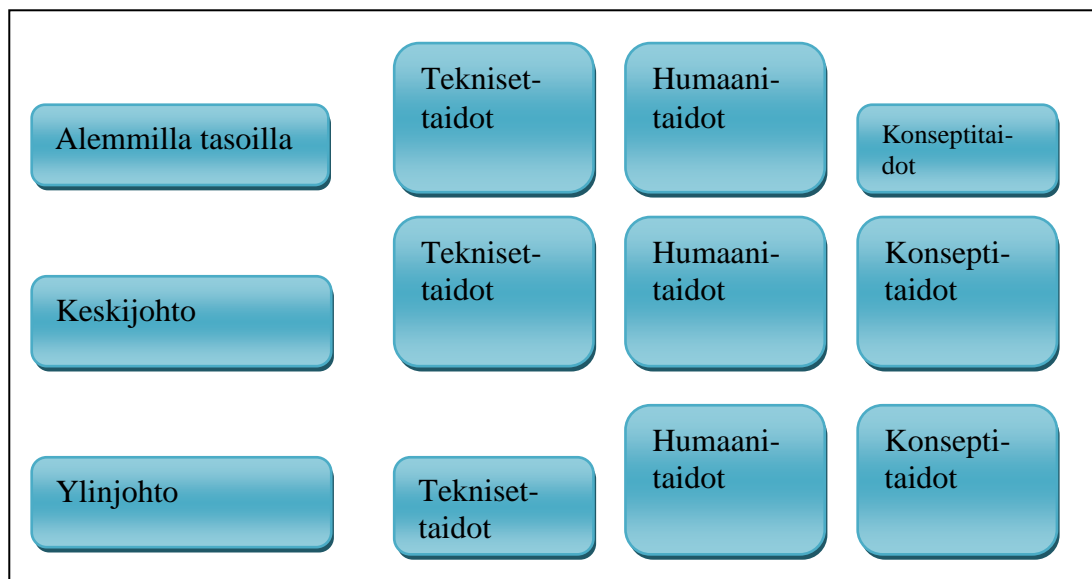 Alemmilla tasoilla
Tekniset-
taidot
Humaani-
taidot
Konseptitai-
dot
Keskijohto
Tekniset-
taidot
Humaani-
taidot
Konsepti-
taidot
Ylinjohto
Tekniset-
taidot
Humaani-
taidot
Konsepti-
taidot